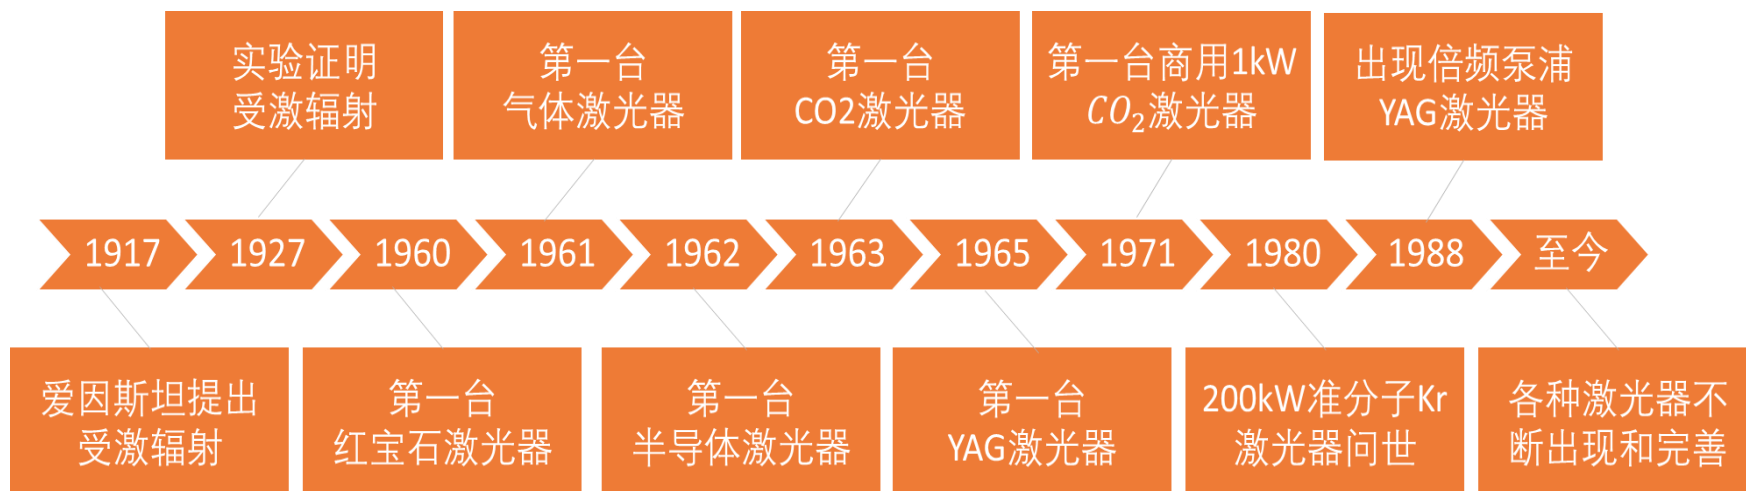 实验证明
受激辐射
第一台
气体激光器
第一台
CO2激光器
第一台商用1kW
CO₂激光器
出现倍频泵浦
YAG激光器
1917
1927
1960
1961
1962
1963
1965
1971
1980
1988
至今
爱因斯坦提出
受激辐射
第一台
红宝石激光器
第一台
半导体激光器
第一台
YAG激光器
200kW准分子Kr
激光器问世
各种激光器不
断出现和完善